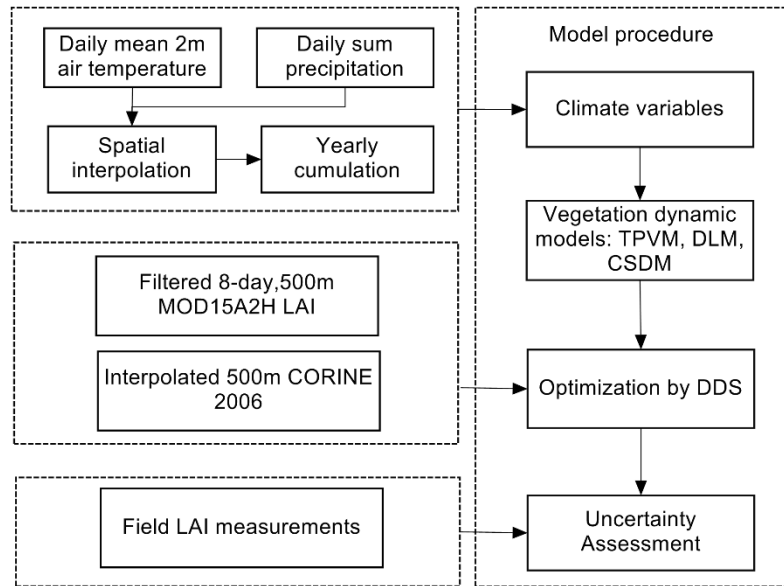 Daily mean 2m
air temperature
Daily sum
precipitation
Spatial
interpolation
Yearly
cumulation
Filtered 8-day,500m
MOD15A2H LAI
Interpolated 500m CORINE
2006
Field LAI measurements
Model procedure
Climate variables
Vegetation dynamic
models: TPVM, DLM,
CSDM
Optimization by DDS
Uncertainty
Assessment